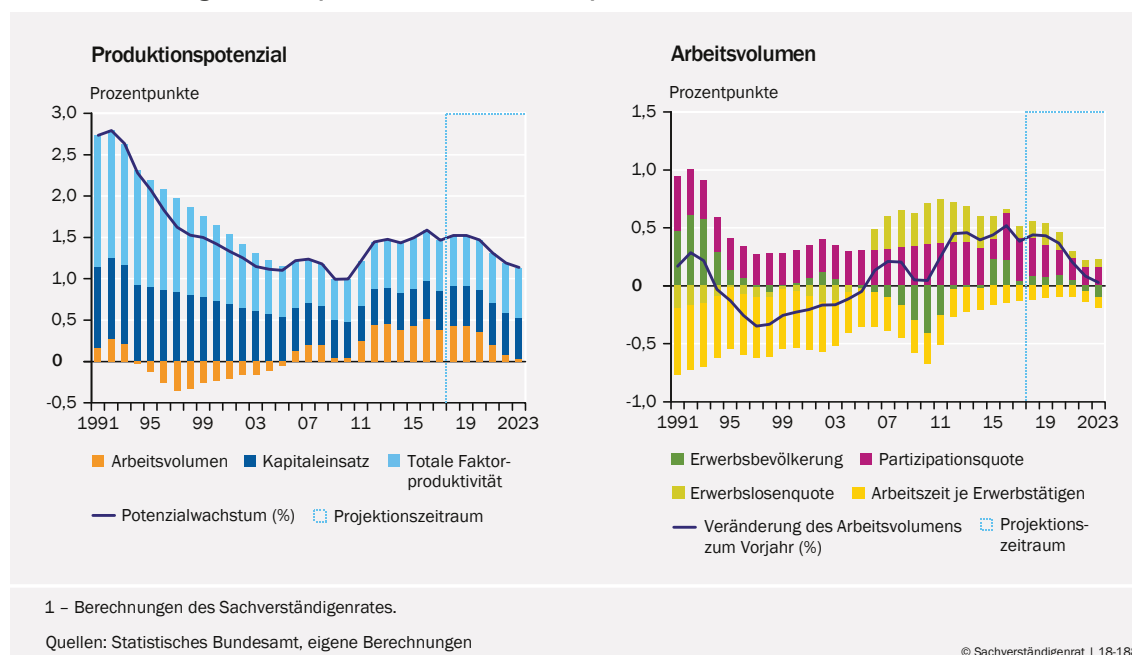 Produktionspotenzial
Prozentpunkte
3,0
2,5
2,0
1,5
1,0
0,5
0
-0,5
1991 95 99 03 07 11 15 19 2023
Arbeitsvolumen Kapitaleinsatz Totale Faktor-
produktivität
Potenzialwachstum (%) Projektionszeitraum
Arbeitsvolumen
Prozentpunkte
1,5
1,0
0,5
0
-0,5
-1,0
1991 95 99 03 07 11 15 19 2023
Erwerbsbevölkerung Partizipationsquote
Erwerbslosenquote Arbeitszeit je Erwerbstätigen
Veränderung des Arbeitsvolumens
zum Vorjahr (%)
Projektions-
zeitraum
1 – Berechnungen des Sachverständigenrates.
Quellen: Statistisches Bundesamt, eigene Berechnungen
© Sachverständigenrat | 18-188